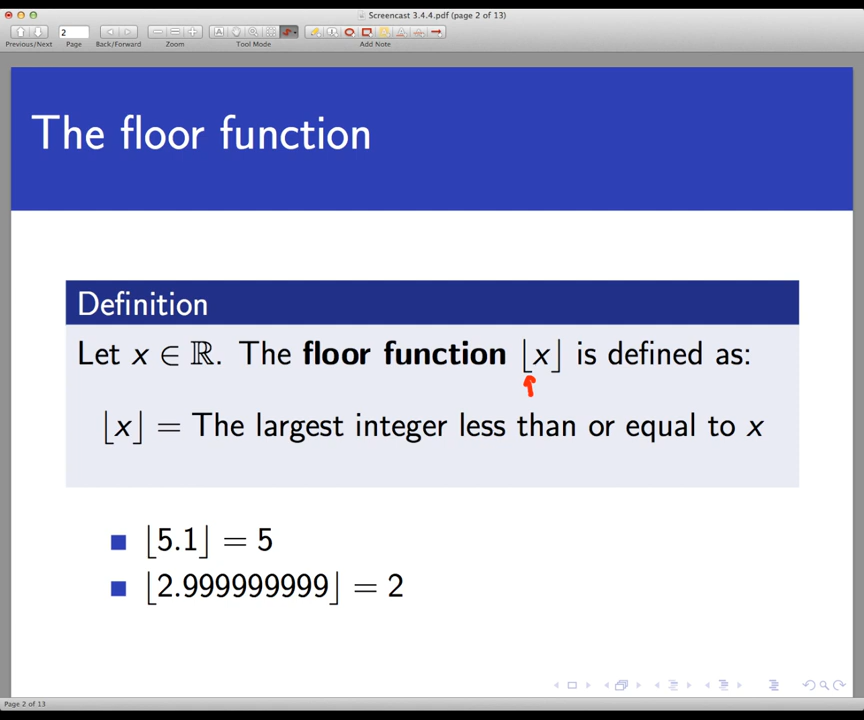 Screencast 3.4.4.pdf (page 2 of 13)
2
Previous/Next Page Back/Forward Zoom Tool Mode Add Note
The floor function
Definition
Let x ∈ ℝ. The floor function ⌊x⌋ is defined as:
⌊x⌋ = The largest integer less than or equal to x
⌊5.1⌋ = 5
⌊2.999999999⌋ = 2
Page 2 of 13